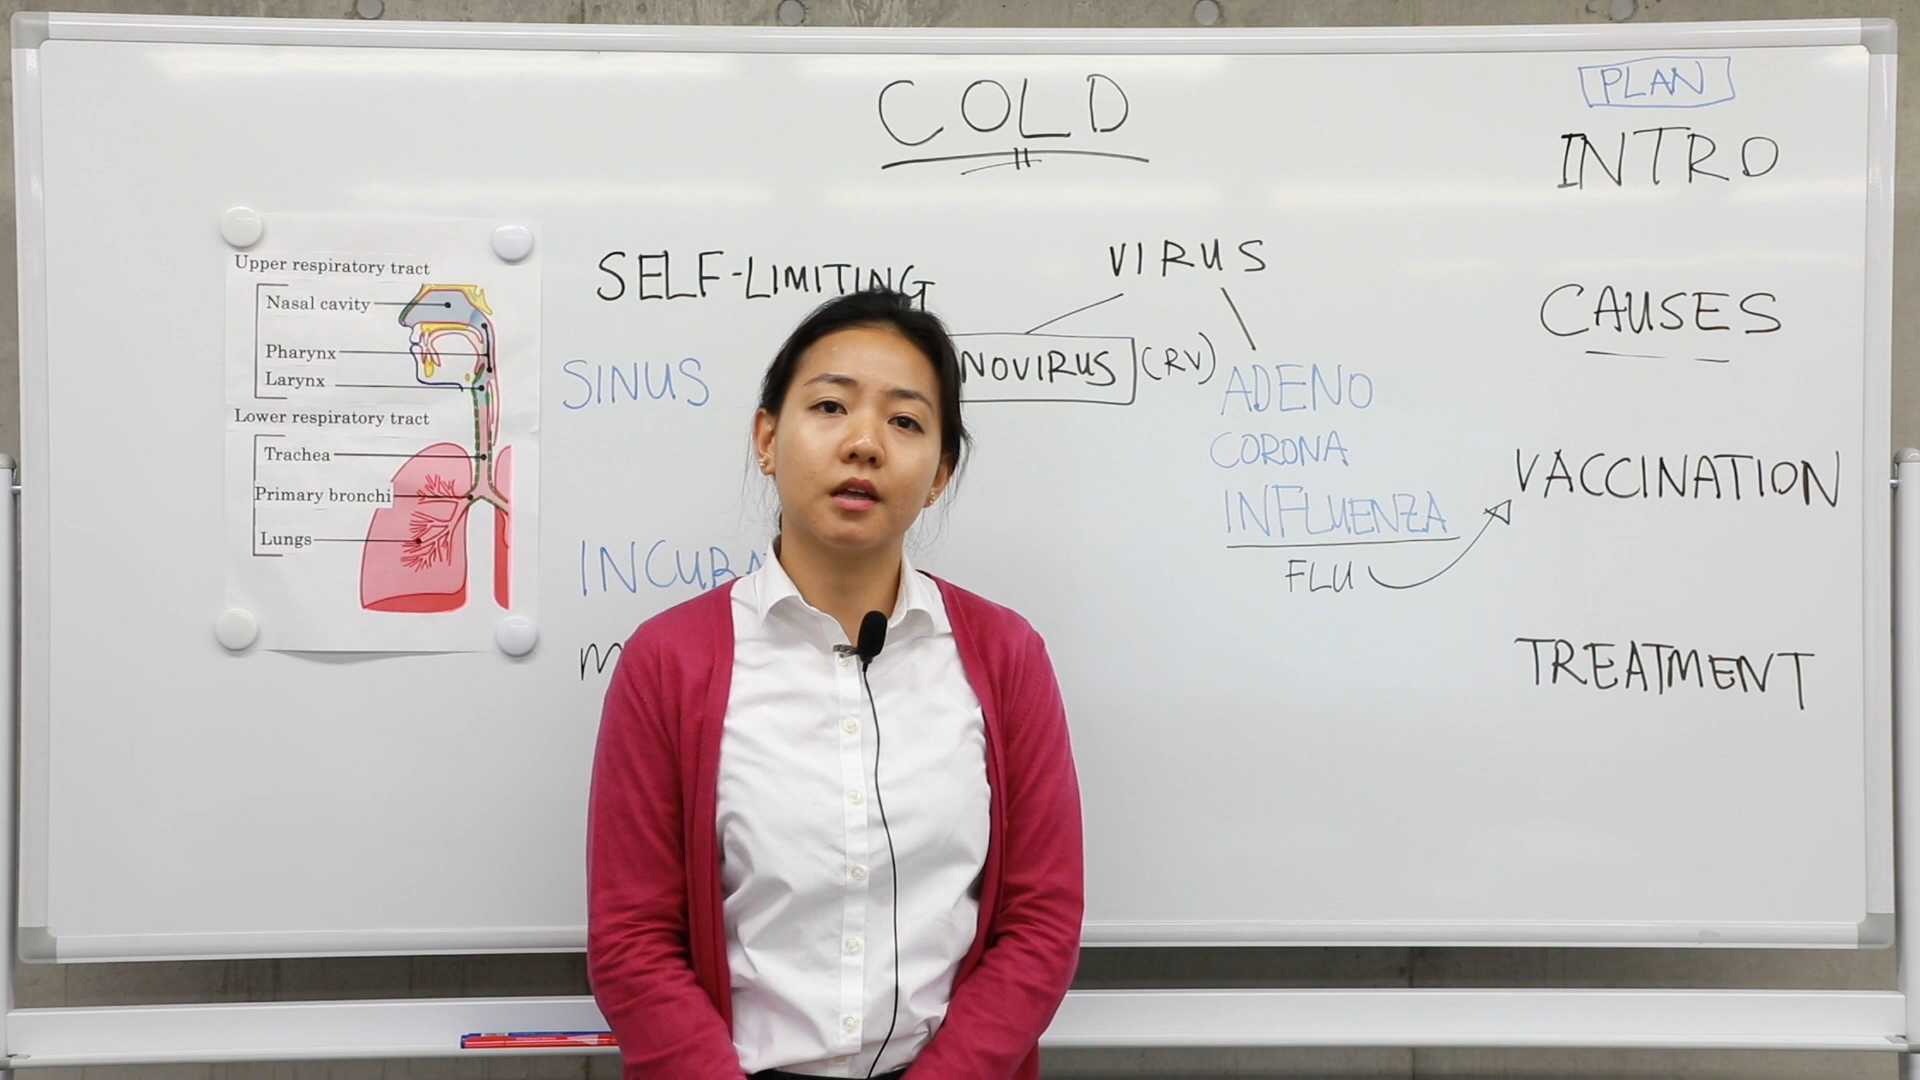 COLD
PLAN
INTRO
CAUSES
VACCINATION
TREATMENT
Upper respiratory tract
Nasal cavity
Pharynx
Larynx
Lower respiratory tract
Trachea
Primary bronchi
Lungs
SELF-LIMITING
SINUS
INCUBA
VIRUS
NOVIRUS (RV)
ADENO
CORONA
INFLUENZA
FLU